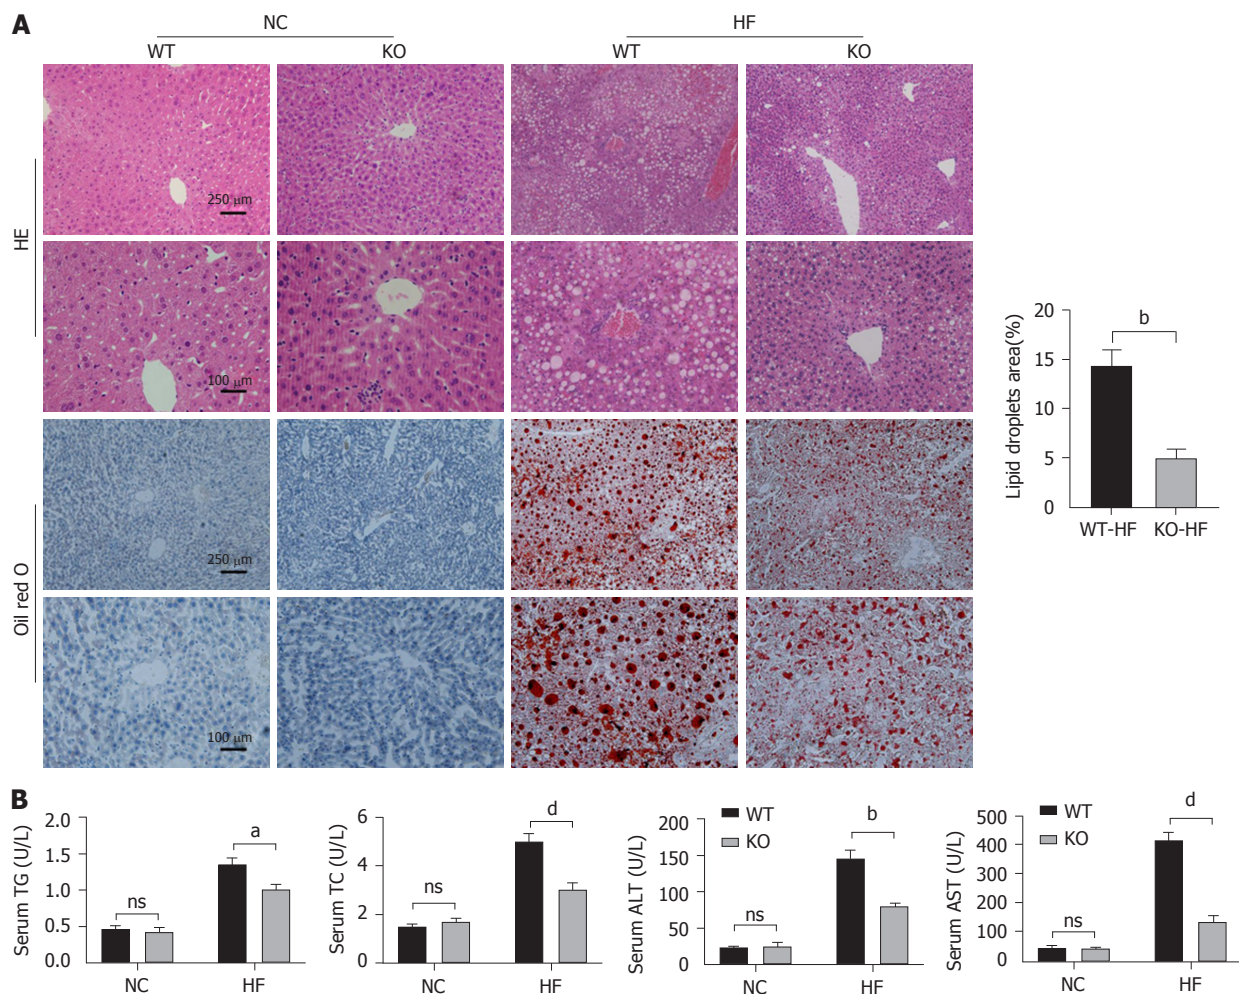 A
NC
HF
WT
KO
WT
KO
HE
250 μm
100 μm
Oil red O
250 μm
100 μm
Lipid droplets area(%)
20
15
10
5
0
b
WT-HF
KO-HF
B
Serum TG (U/L)
2.0
1.5
1.0
0.5
0.0
ns
a
NC
HF
Serum TC (U/L)
6
4
2
0
ns
d
NC
HF
Serum ALT (U/L)
200
150
100
50
0
WT
KO
ns
b
NC
HF
Serum AST (U/L)
500
400
300
200
100
0
WT
KO
ns
d
NC
HF